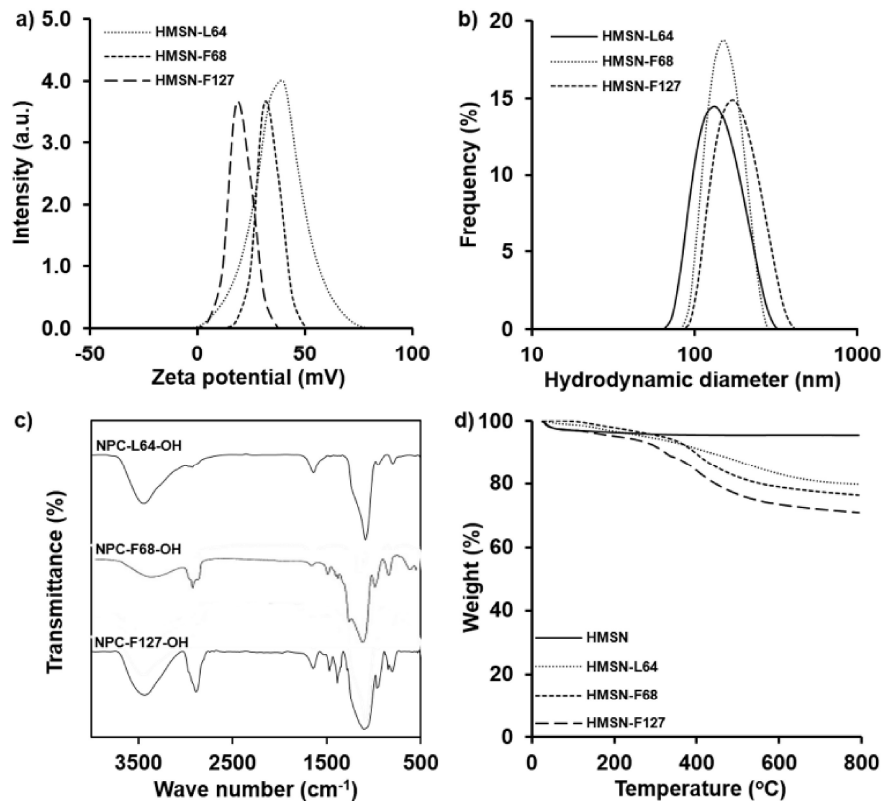 a)
HMSN-L64
HMSN-F68
HMSN-F127
5.0
4.0
3.0
2.0
1.0
0.0
Intensity (a.u.)
-50
0
50
100
Zeta potential (mV)
b)
HMSN-L64
HMSN-F68
HMSN-F127
20
15
10
5
0
Frequency (%)
10
100
1000
Hydrodynamic diameter (nm)
c)
NPC-L64-OH
NPC-F68-OH
NPC-F127-OH
Transmittance (%)
3500
2500
1500
500
Wave number (cm⁻¹)
d)
100
80
60
40
20
0
Weight (%)
HMSN
HMSN-L64
HMSN-F68
HMSN-F127
0
200
400
600
800
Temperature (ºC)